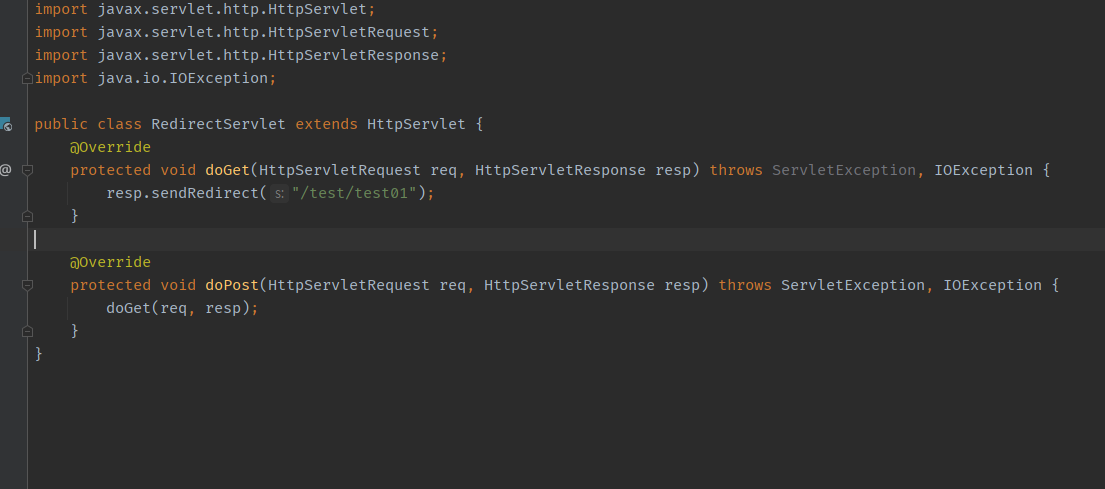 import javax.servlet.http.HttpServlet;
import javax.servlet.http.HttpServletRequest;
import javax.servlet.http.HttpServletResponse;
import java.io.IOException;
public class RedirectServlet extends HttpServlet {
@Override
@ protected void doGet(HttpServletRequest req, HttpServletResponse resp) throws ServletException, IOException {
resp.sendRedirect( s: "/test/test01");
}
@Override
protected void doPost(HttpServletRequest req, HttpServletResponse resp) throws ServletException, IOException {
doGet(req, resp);
}
}